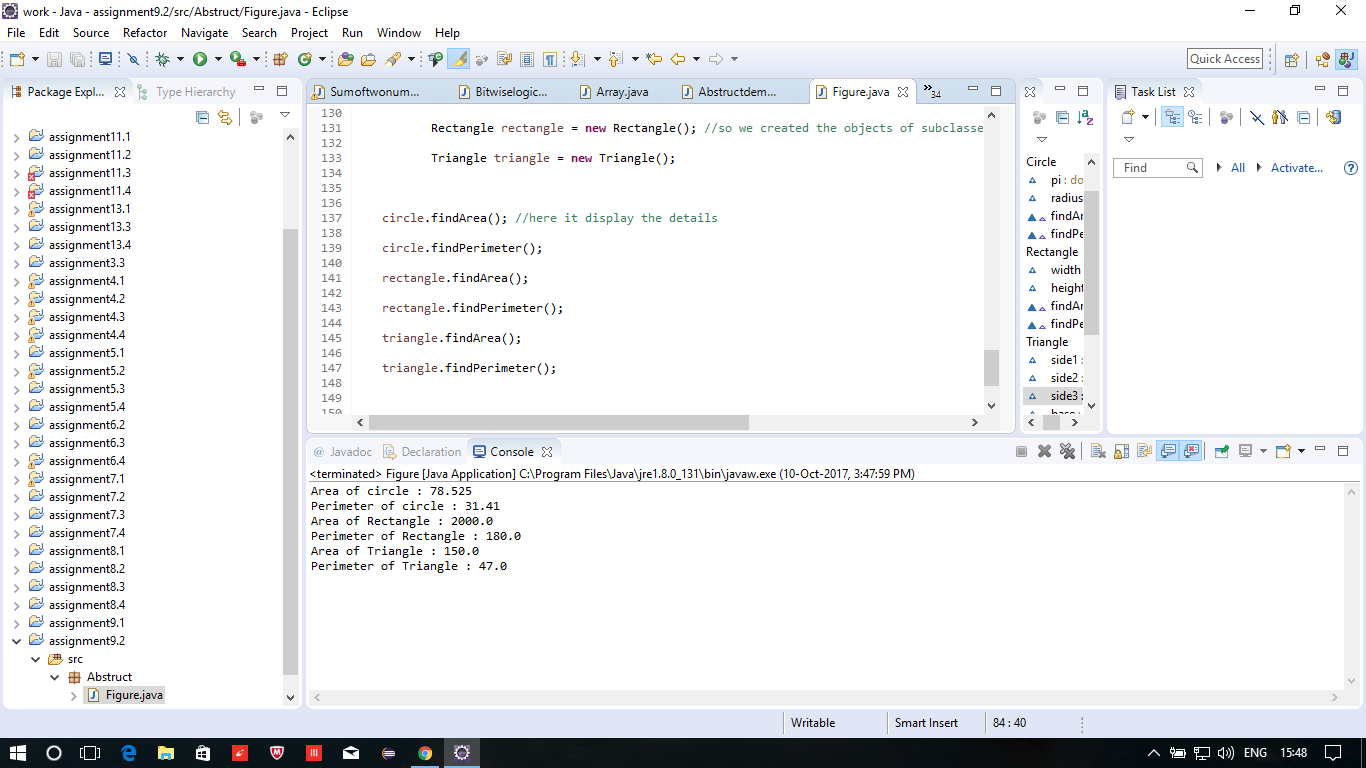 work - Java - assignment9.2/src/Abstruct/Figure.java - Eclipse
File Edit Source Refactor Navigate Search Project Run Window Help
Quick Access
Package Expl... Type Hierarchy
assignment11.1
assignment11.2
assignment11.3
assignment11.4
assignment13.1
assignment13.3
assignment13.4
assignment3.3
assignment4.1
assignment4.2
assignment4.3
assignment4.4
assignment5.1
assignment5.2
assignment5.3
assignment5.4
assignment6.2
assignment6.3
assignment6.4
assignment7.1
assignment7.2
assignment7.3
assignment7.4
assignment8.1
assignment8.2
assignment8.3
assignment8.4
assignment9.1
assignment9.2
src
Abstruct
Figure.java
Sumoftwonum... Bitwiselogic... Array.java Abstructdem... Figure.java »34
130
131 Rectangle rectangle = new Rectangle(); //so we created the objects of subclasse
132
133 Triangle triangle = new Triangle();
134
135
136
137 circle.findArea(); //here it display the details
138
139 circle.findPerimeter();
140
141 rectangle.findArea();
142
143 rectangle.findPerimeter();
144
145 triangle.findArea();
146
147 triangle.findPerimeter();
148
149
150
Circle
pi : do
radius
findAr
findPe
Rectangle
width
height
findAr
findPe
Triangle
side1 :
side2 :
side3 :
base :
Task List
Find All Activate...
@ Javadoc Declaration Console
<terminated> Figure [Java Application] C:\Program Files\Java\jre1.8.0_131\bin\javaw.exe (10-Oct-2017, 3:47:59 PM)
Area of circle : 78.525
Perimeter of circle : 31.41
Area of Rectangle : 2000.0
Perimeter of Rectangle : 180.0
Area of Triangle : 150.0
Perimeter of Triangle : 47.0
Writable Smart Insert 84 : 40
ENG 15:48